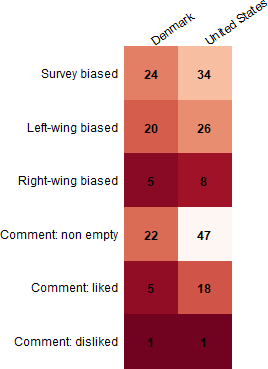 Denmark United States
Survey biased 24 34
Left-wing biased 20 26
Right-wing biased 5 8
Comment: non empty 22 47
Comment: liked 5 18
Comment: disliked 1 1